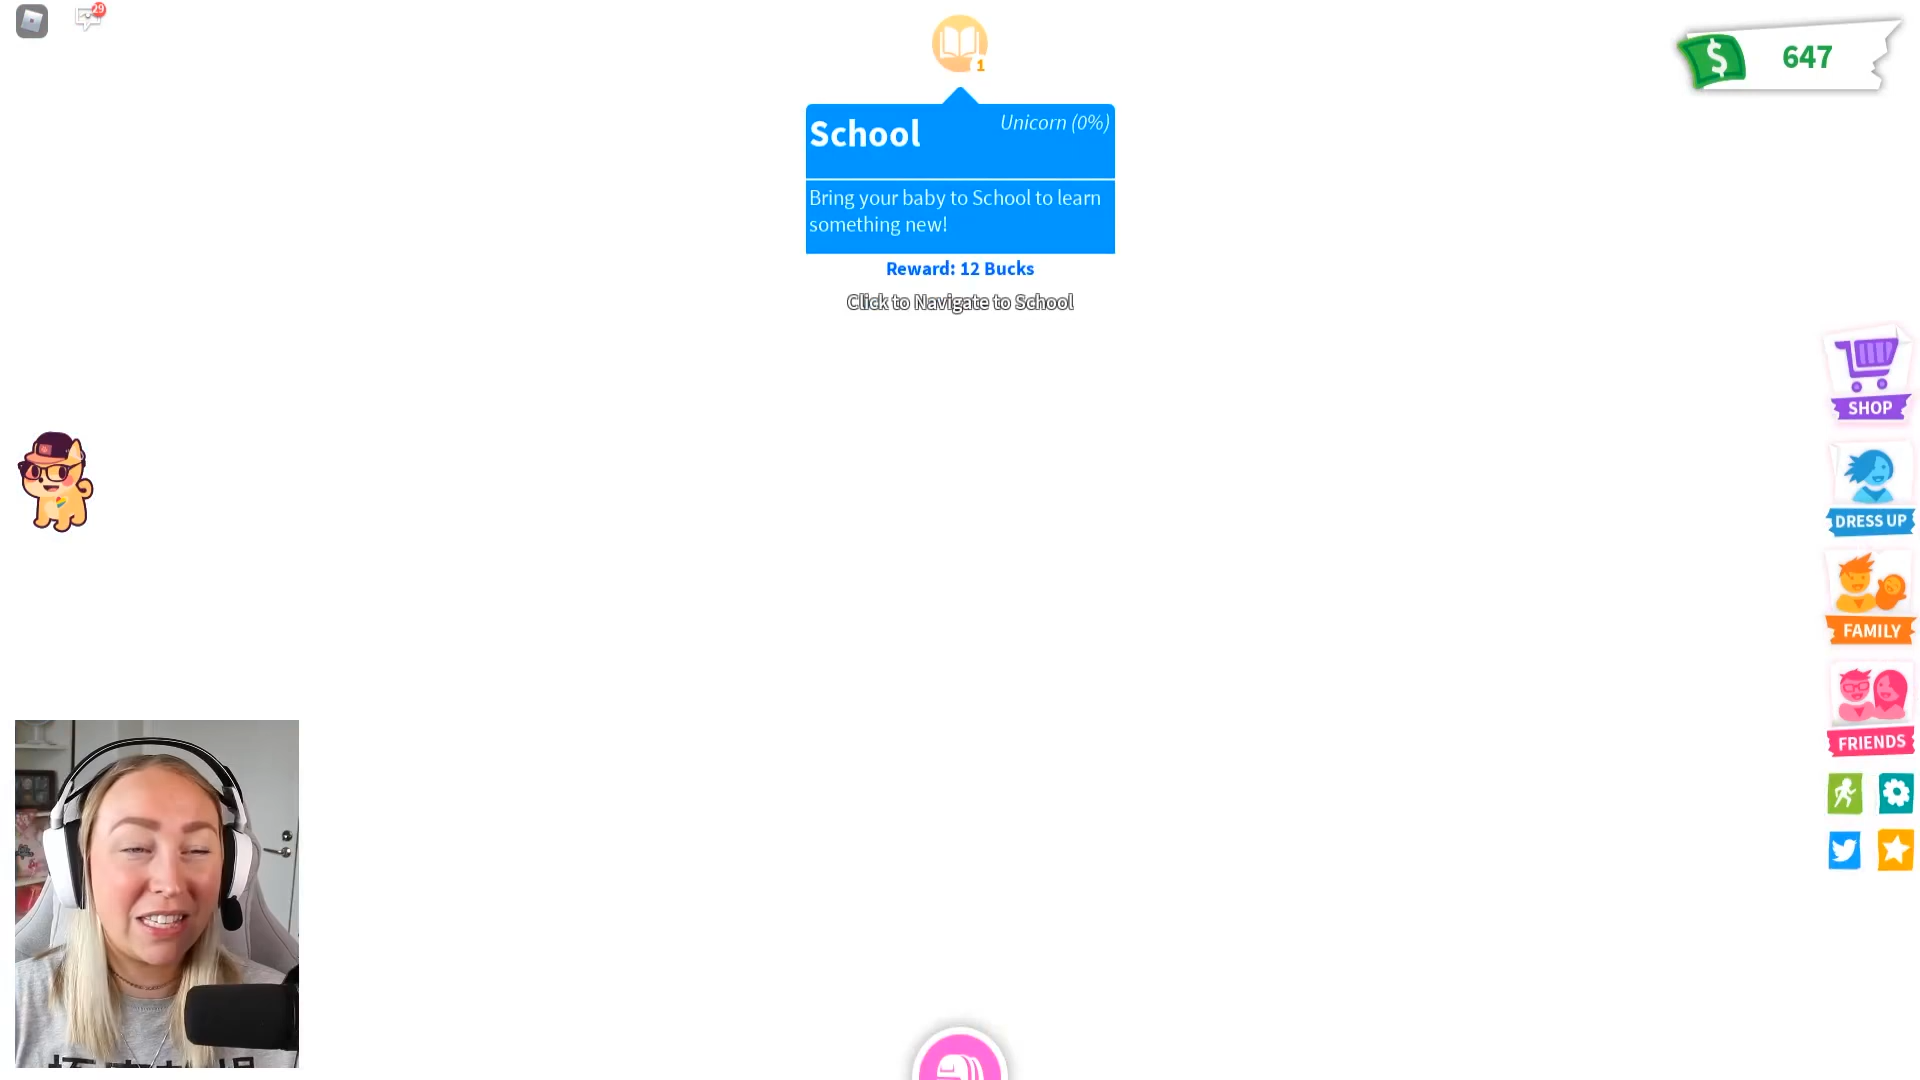 29
1
647
School
Unicorn (0%)
Bring your baby to School to learn
something new!
Reward: 12 Bucks
Click to Navigate to School
SHOP
DRESS UP
FAMILY
FRIENDS